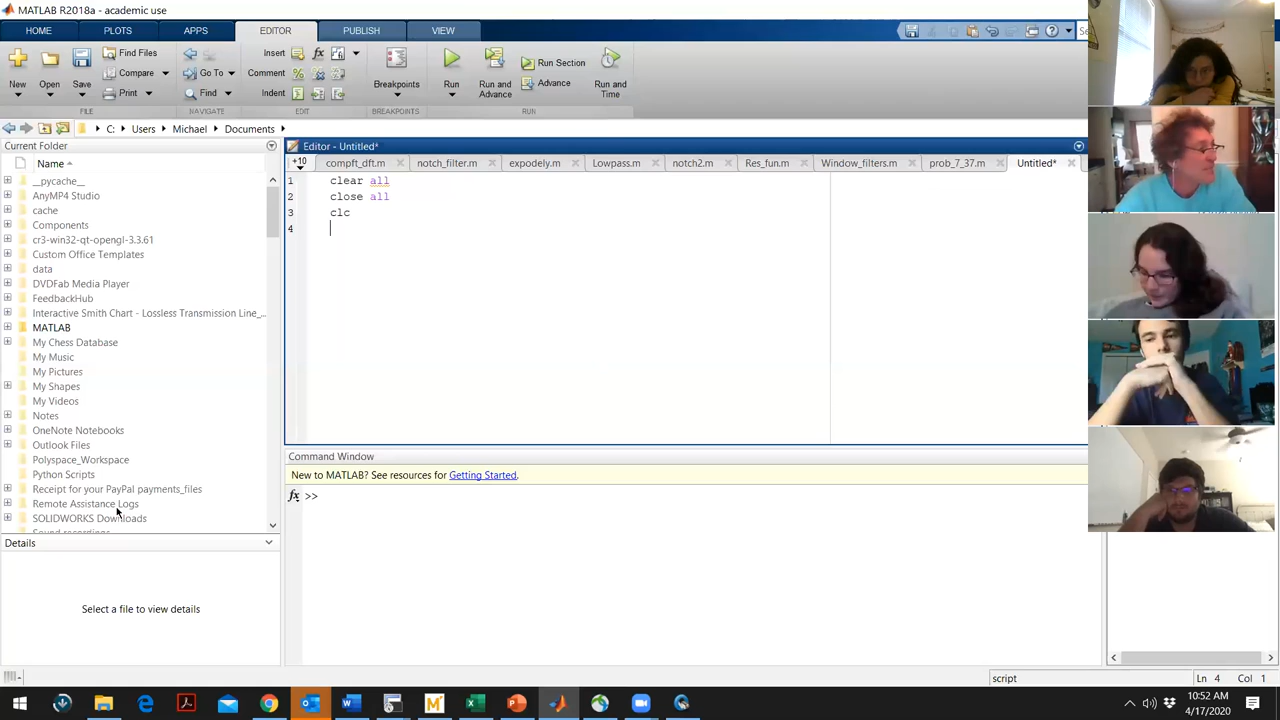 MATLAB R2018a - academic use
HOME PLOTS APPS EDITOR PUBLISH VIEW
New Open Save Find Files Compare Print
Go To Find
Insert fx Comment % Indent
Breakpoints
Run Run and Advance Run Section Advance Run and Time
FILE NAVIGATE EDIT BREAKPOINTS RUN
C: Users Michael Documents
Current Folder
Name
__pycache__
AnyMP4 Studio
cache
Components
cr3-win32-qt-opengl-3.3.61
Custom Office Templates
data
DVDFab Media Player
FeedbackHub
Interactive Smith Chart - Lossless Transmission Line_...
MATLAB
My Chess Database
My Music
My Pictures
My Shapes
My Videos
Notes
OneNote Notebooks
Outlook Files
Polyspace_Workspace
Python Scripts
Receipt for your PayPal payments_files
Remote Assistance Logs
SOLIDWORKS Downloads
Sound recordings
Details
Select a file to view details
Editor - Untitled*
+10 compft_dft.m notch_filter.m expodely.m Lowpass.m notch2.m Res_fun.m Window_filters.m prob_7_37.m Untitled*
1 clear all
2 close all
3 clc
4
Command Window
New to MATLAB? See resources for Getting Started.
fx >>
script Ln 4 Col 1
10:52 AM
4/17/2020